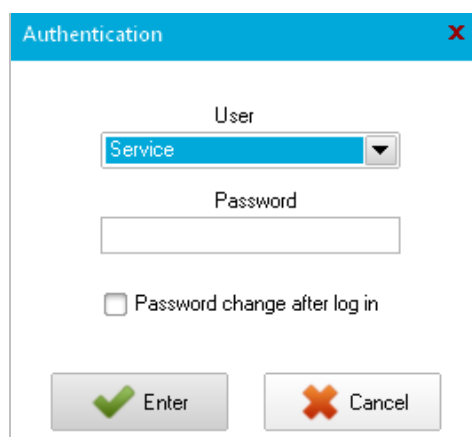 Authentication
User
Service
Password
Password change after log in
Enter
Cancel